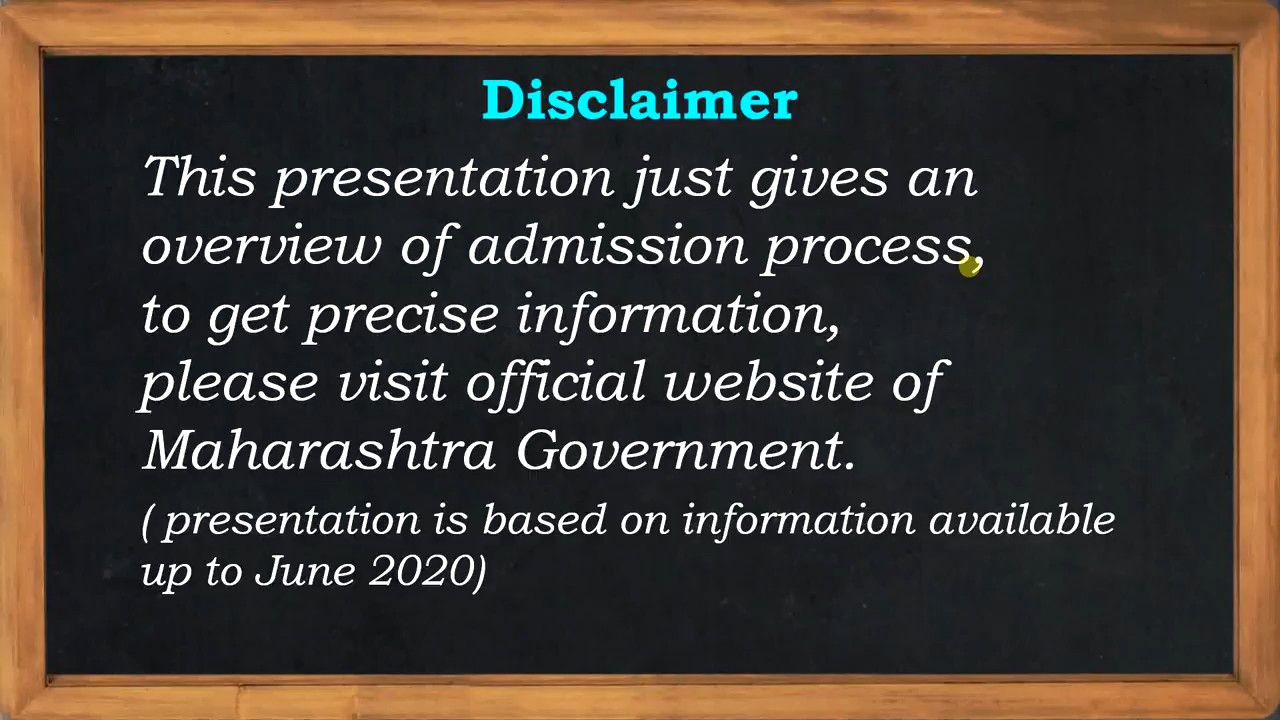 Disclaimer
This presentation just gives an
overview of admission process,
to get precise information,
please visit official website of
Maharashtra Government.
( presentation is based on information available
up to June 2020)